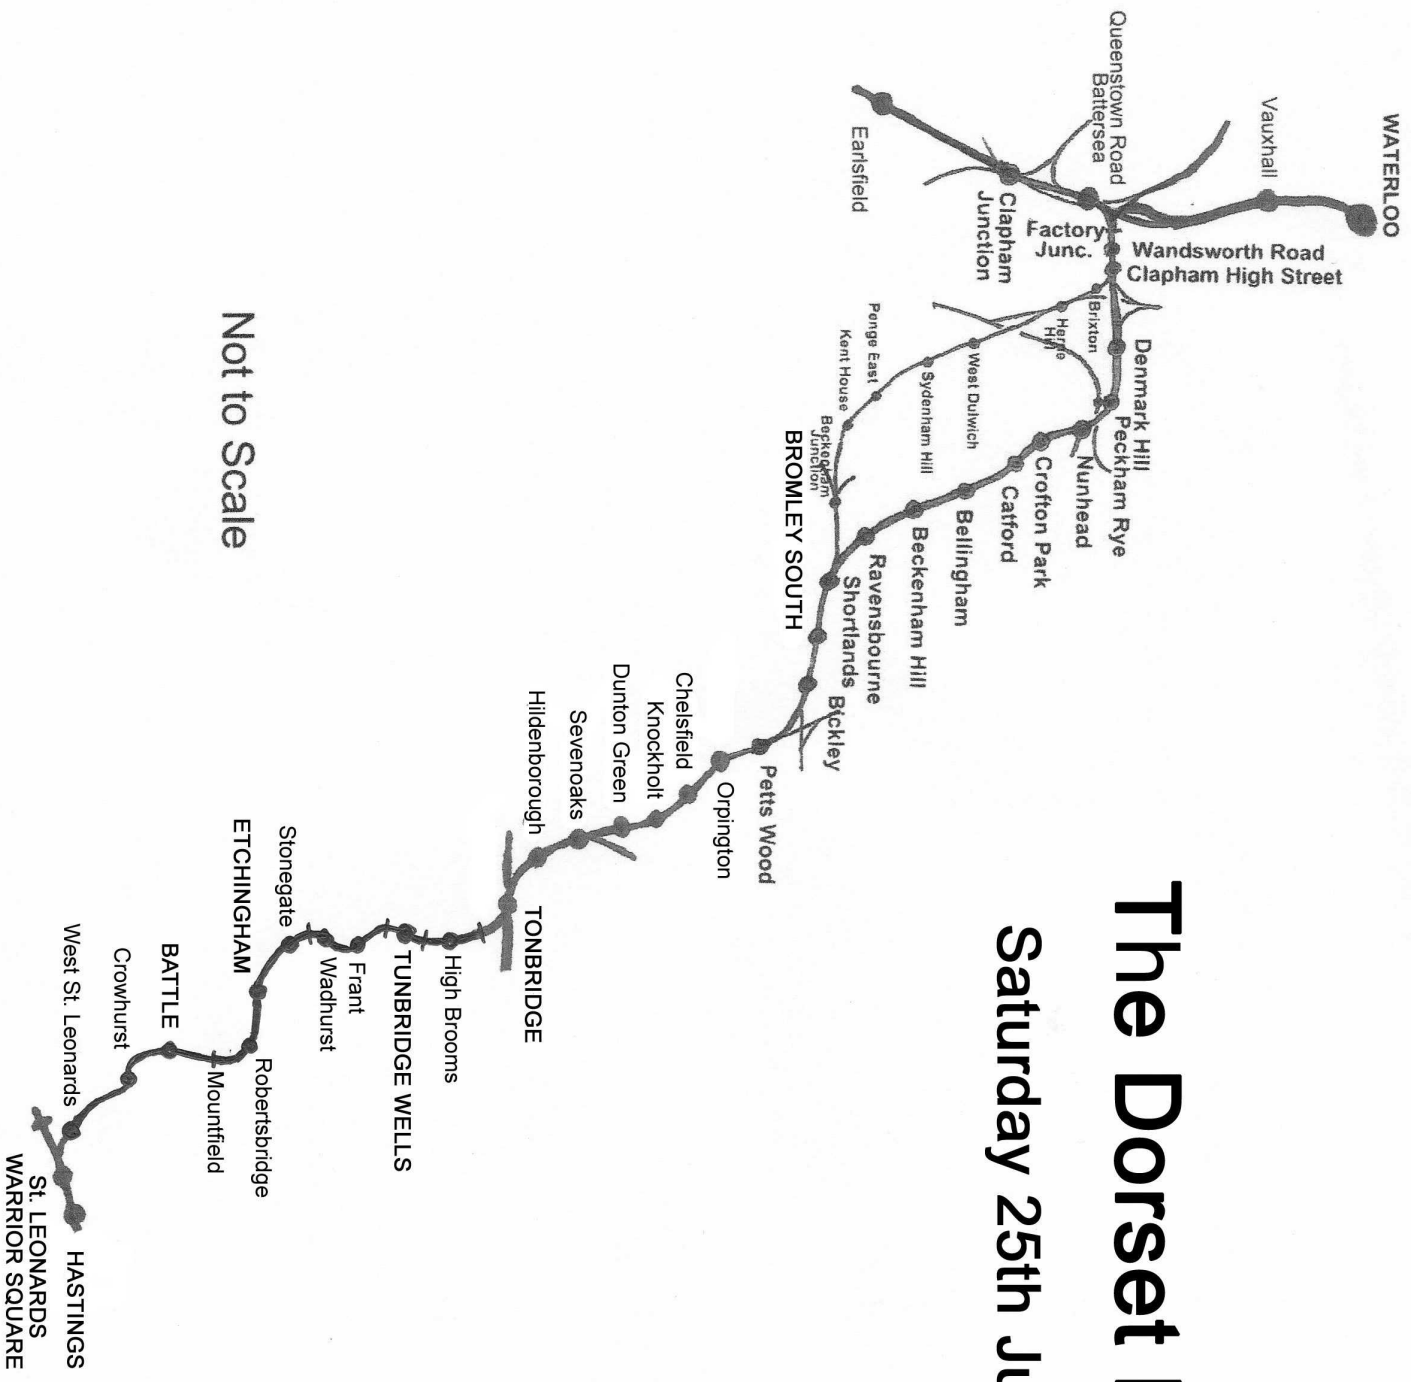 The Dorset
Saturday 25th Ju
WATERLOO
Vauxhall
Queenstown Road
Battersea
Earlsfield
Clapham
Junction
Factory
Junc.
Wandsworth Road
Clapham High Street
Brixton
Herne
Hill
West Dulwich
Sydenham Hill
Penge East
Kent House
Beckenham
Junction
Denmark Hill
Peckham Rye
Nunhead
Crofton Park
Catford
Bellingham
Beckenham Hill
Ravensbourne
Shortlands
BROMLEY SOUTH
Bickley
Petts Wood
Orpington
Chelsfield
Knockholt
Dunton Green
Sevenoaks
Hildenborough
TONBRIDGE
High Brooms
TUNBRIDGE WELLS
Frant
Wadhurst
Stonegate
ETCHINGHAM
Robertsbridge
Mountfield
BATTLE
Crowhurst
West St. Leonards
St. LEONARDS
WARRIOR SQUARE
HASTINGS
Not to Scale